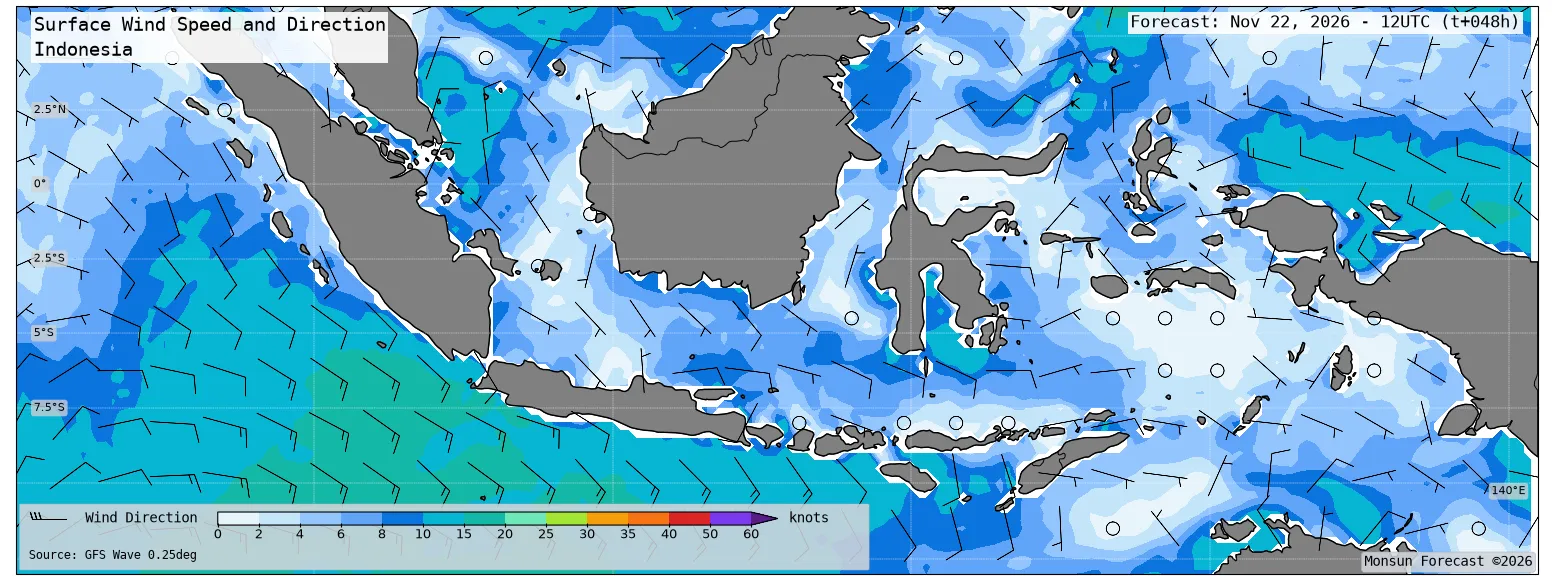 Surface Wind Speed and Direction
Indonesia
Forecast: Nov 22, 2026 - 12UTC (t+048h)
2.5°N
0°
2.5°S
5°S
7.5°S
140°E
Wind Direction
0 2 4 6 8 10 15 20 25 30 35 40 50 60
knots
Source: GFS Wave 0.25deg
Monsun Forecast ©2026